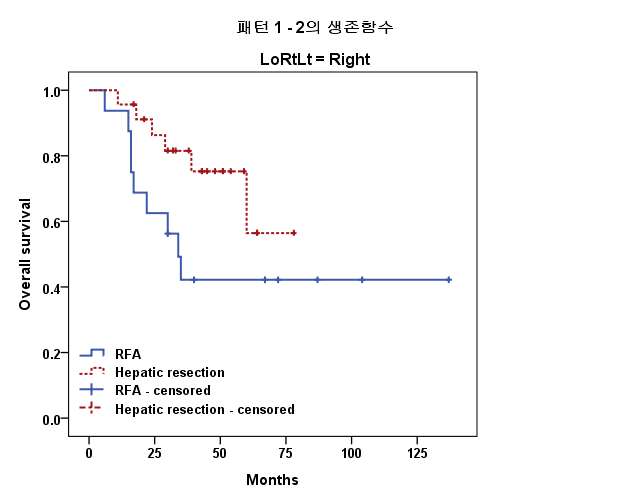 패턴 1 - 2의 생존함수
LoRtLt = Right
Overall survival
1.0
0.8
0.6
0.4
0.2
0.0
RFA
Hepatic resection
RFA - censored
Hepatic resection - censored
0 25 50 75 100 125
Months